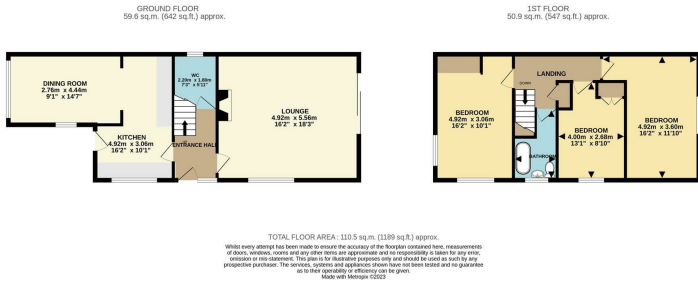 GROUND FLOOR
59.6 sq.m. (642 sq.ft.) approx.
1ST FLOOR
50.9 sq.m. (547 sq.ft.) approx.
DINING ROOM
2.76m x 4.44m
9'1" x 14'7"
WC
2.20m x 1.80m
7'3" x 5'11"
LOUNGE
4.92m x 5.56m
16'2" x 18'3"
KITCHEN
4.92m x 3.06m
16'2" x 10'1"
ENTRANCE HALL
LANDING
DOWN
BEDROOM
4.92m x 3.06m
16'2" x 10'1"
BEDROOM
4.00m x 2.68m
13'1" x 8'10"
BEDROOM
4.92m x 3.60m
16'2" x 11'10"
BATHROOM
TOTAL FLOOR AREA : 110.5 sq.m. (1189 sq.ft.) approx.
Whilst every attempt has been made to ensure the accuracy of the floorplan contained here, measurements
of doors, windows, rooms and any other items are approximate and no responsibility is taken for any error,
omission or mis-statement. This plan is for illustrative purposes only and should be used as such by any
prospective purchaser. The services, systems and appliances shown have not been tested and no guarantee
as to their operability or efficiency can be given.
Made with Metropix ©2023